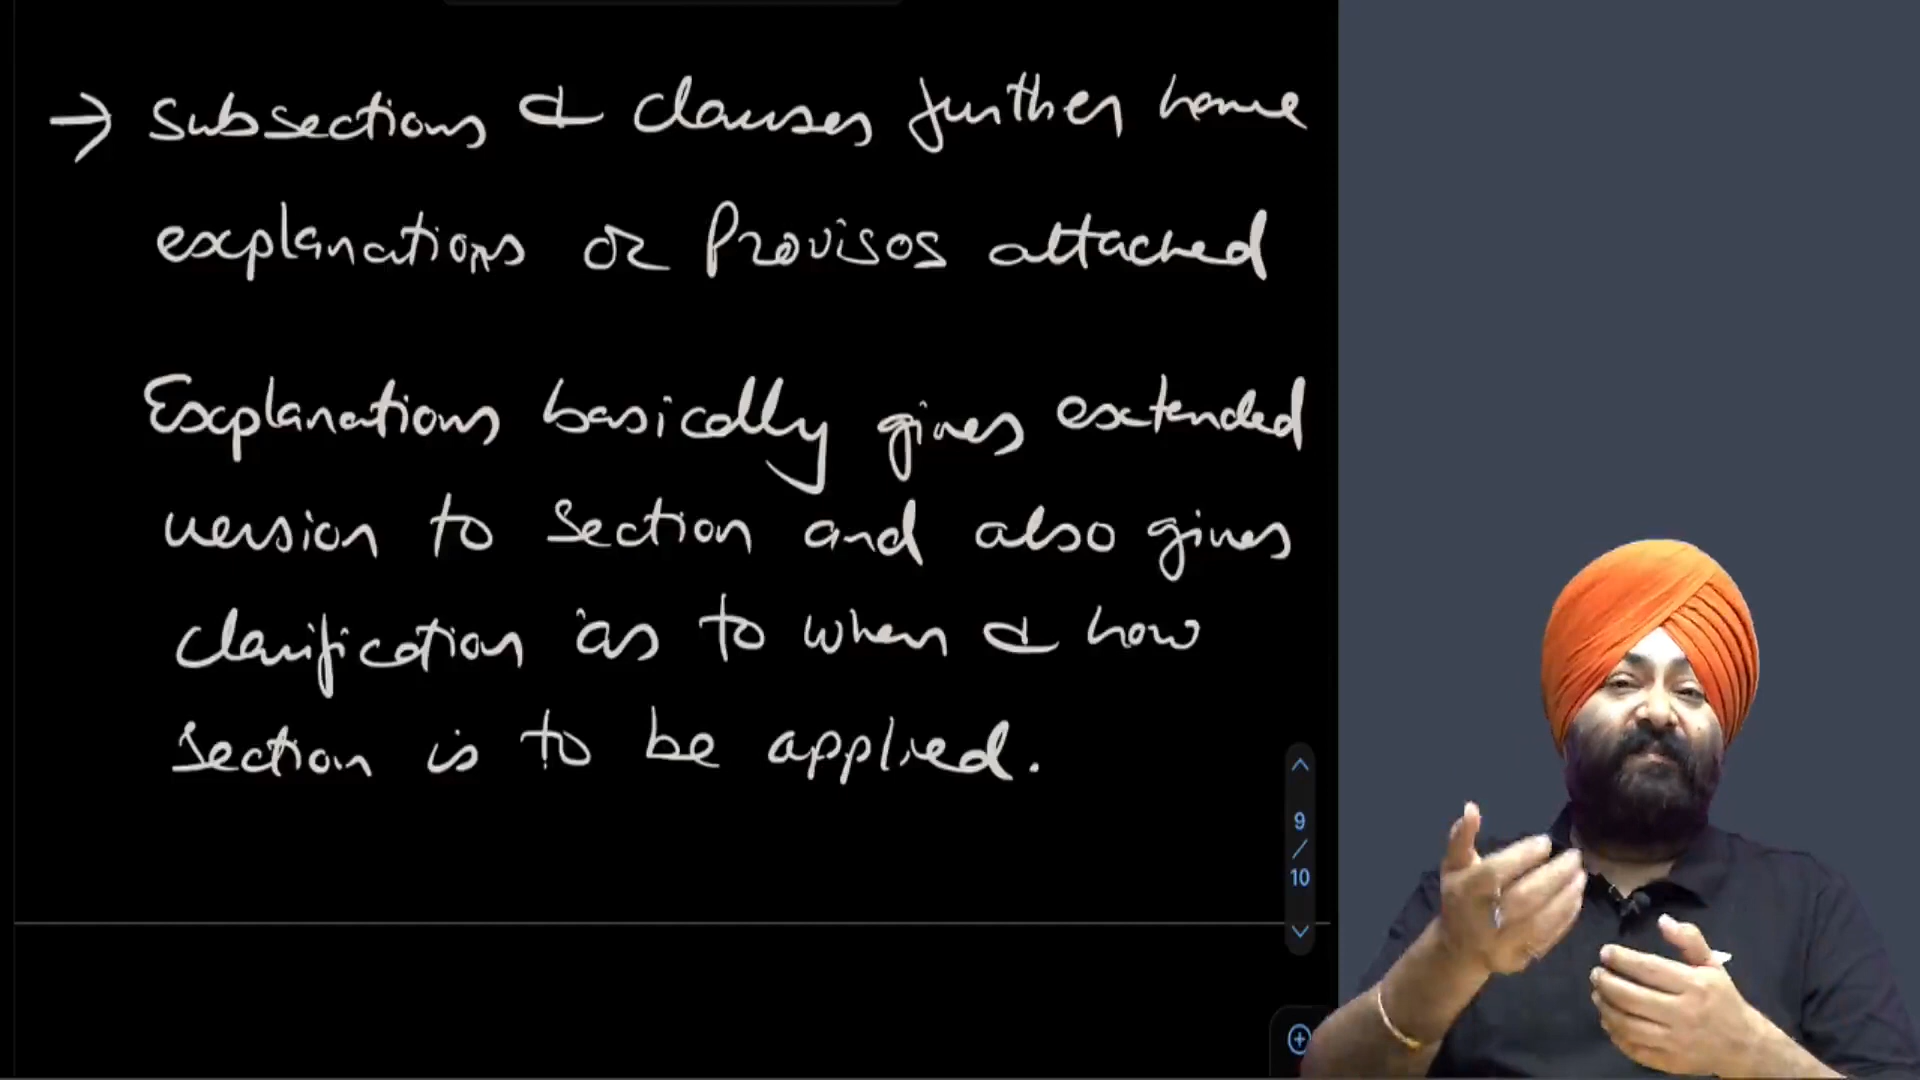 → Subsections & clauses further have
explanations or Provisos attached
Explanations basically gives extended
version to section and also gives
clarification as to when & how
section is to be applied.
9
/
10